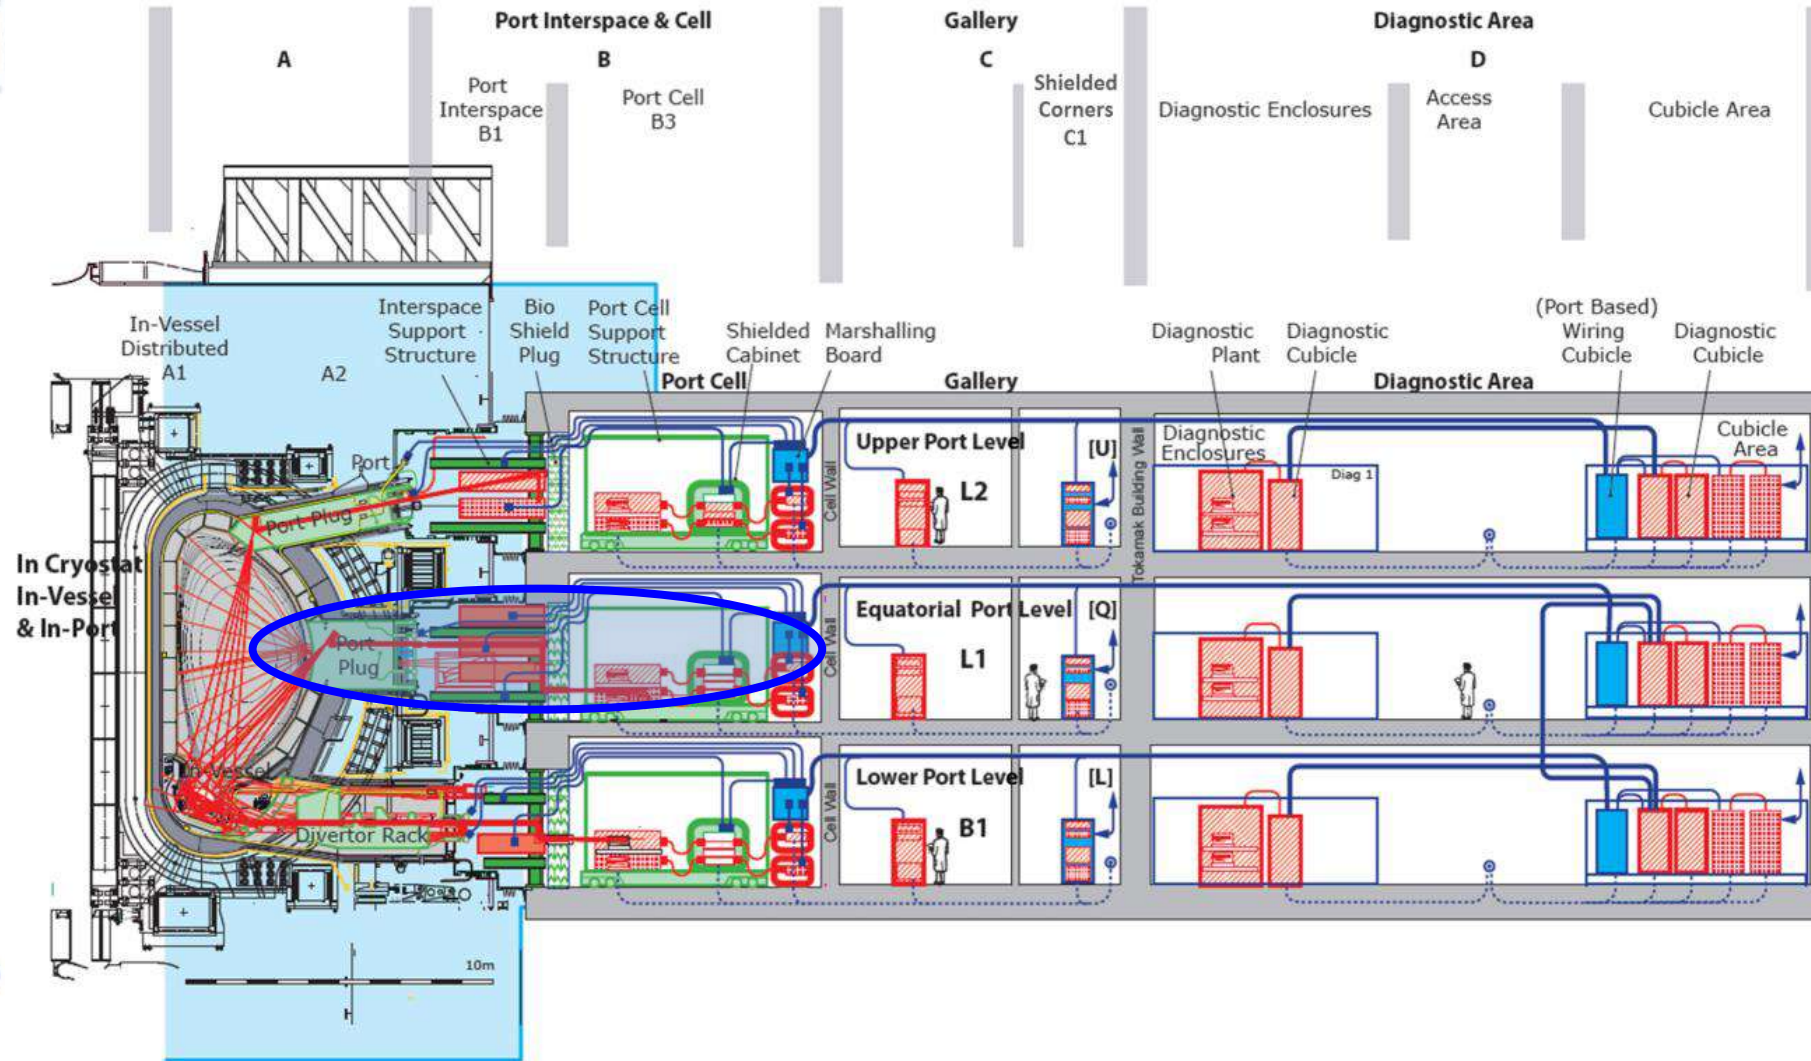 Port Interspace & Cell
Gallery
Diagnostic Area
A
B
C
D
Port
Interspace
B1
Port Cell
B3
Shielded
Corners
C1
Diagnostic Enclosures
Access
Area
Cubicle Area
In-Vessel
Distributed
A1
A2
Interspace
Support
Structure
Bio
Shield
Plug
Port Cell
Support
Structure
Shielded
Cabinet
Marshalling
Board
Diagnostic
Plant
Diagnostic
Cubicle
(Port Based)
Wiring
Cubicle
Diagnostic
Cubicle
Port Cell
Gallery
Diagnostic Area
Port
Port Plug
Cell Wall
Upper Port Level
[U]
L2
Tokamak Building Wall
Diagnostic
Enclosures
Diag 1
Cubicle
Area
In Cryostat
In-Vessel
& In-Port
Port
Plug
Cell Wall
Equatorial Port Level
[Q]
L1
In-Vessel
Divertor Rack
Cell Wall
Lower Port Level
[L]
B1
10m